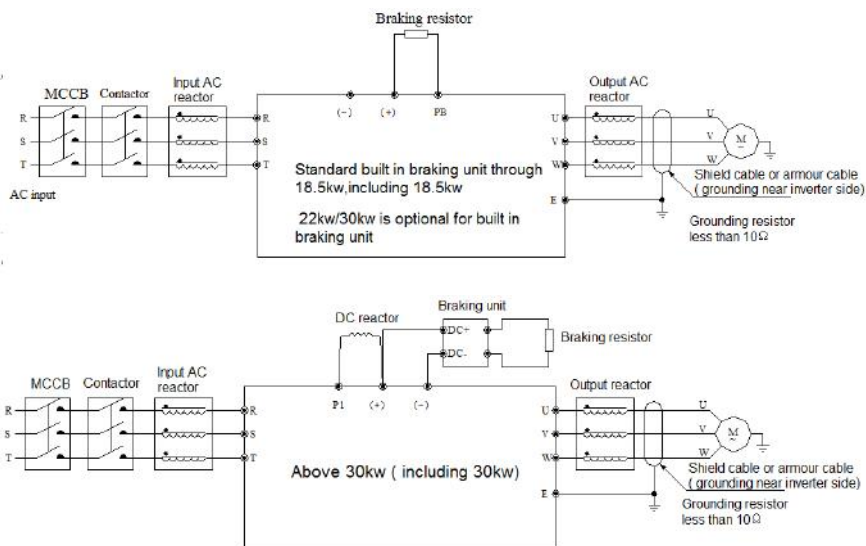 Braking resistor
MCCB Contactor
Input AC
reactor
Output AC
reactor
(-) (+) PB
R R U U
S S V V M
T T W W
~
AC input
Standard built in braking unit through
18.5kw,including 18.5kw
22kw/30kw is optional for built in
braking unit
E
Shield cable or armour cable
( grounding near inverter side)
Grounding resistor
less than 10Ω
Braking unit
DC reactor
DC+
DC-
Braking resistor
MCCB Contactor
Input AC
reactor
Output reactor
P1 (+) (-)
R R U U
S S V V M
T T W W
~
Above 30kw ( including 30kw)
E
Shield cable or armour cable
( grounding near inverter side)
Grounding resistor
less than 10Ω